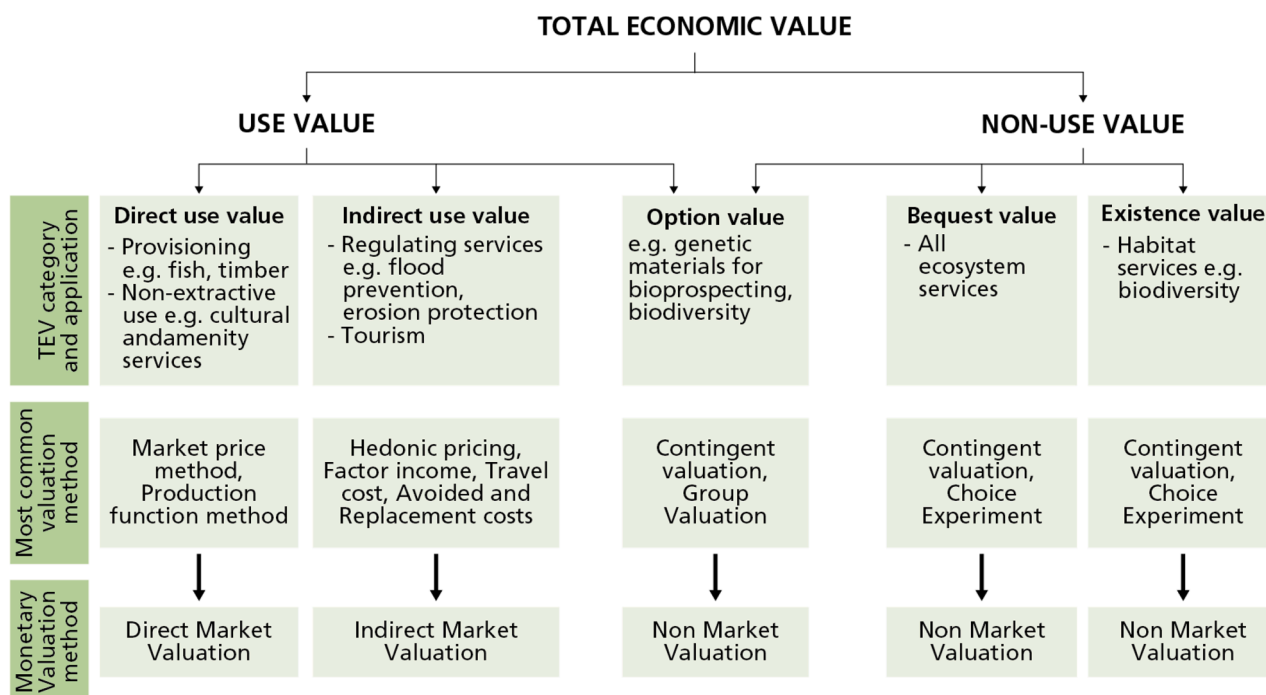 TOTAL ECONOMIC VALUE
USE VALUE
NON-USE VALUE
TEV category
and application
Direct use value
- Provisioning
e.g. fish, timber
- Non-extractive
use e.g. cultural
andamenity
services
Indirect use value
- Regulating services
e.g. flood
prevention,
erosion protection
- Tourism
Option value
e.g. genetic
materials for
bioprospecting,
biodiversity
Bequest value
- All
ecosystem
services
Existence value
- Habitat
services e.g.
biodiversity
Most common
valuation
method
Market price
method,
Production
function method
Hedonic pricing,
Factor income, Travel
cost, Avoided and
Replacement costs
Contingent
valuation,
Group
Valuation
Contingent
valuation,
Choice
Experiment
Contingent
valuation,
Choice
Experiment
Monetary
Valuation
method
Direct Market
Valuation
Indirect Market
Valuation
Non Market
Valuation
Non Market
Valuation
Non Market
Valuation